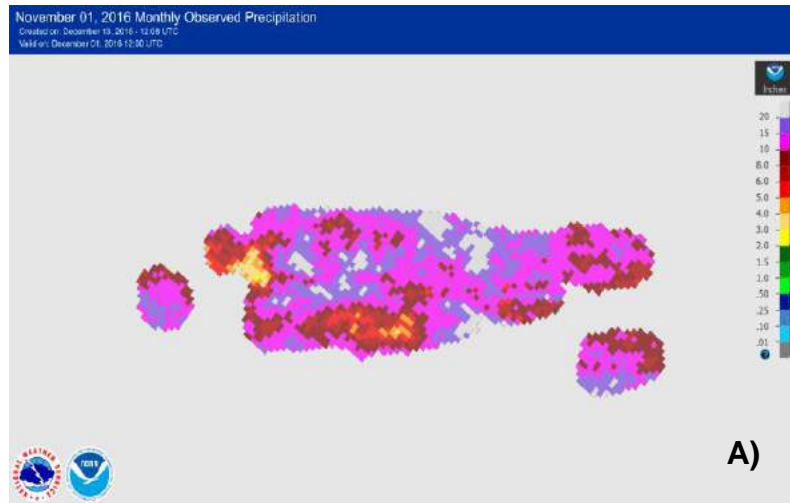 November 01, 2016 Monthly Observed Precipitation
Created on: December 13, 2016 - 12:08 UTC
Valid on: December 01, 2016 12:00 UTC
Inches
20
15
10
8.0
6.0
5.0
4.0
3.0
2.0
1.5
1.0
.50
.25
.10
.01
A)
NOAA